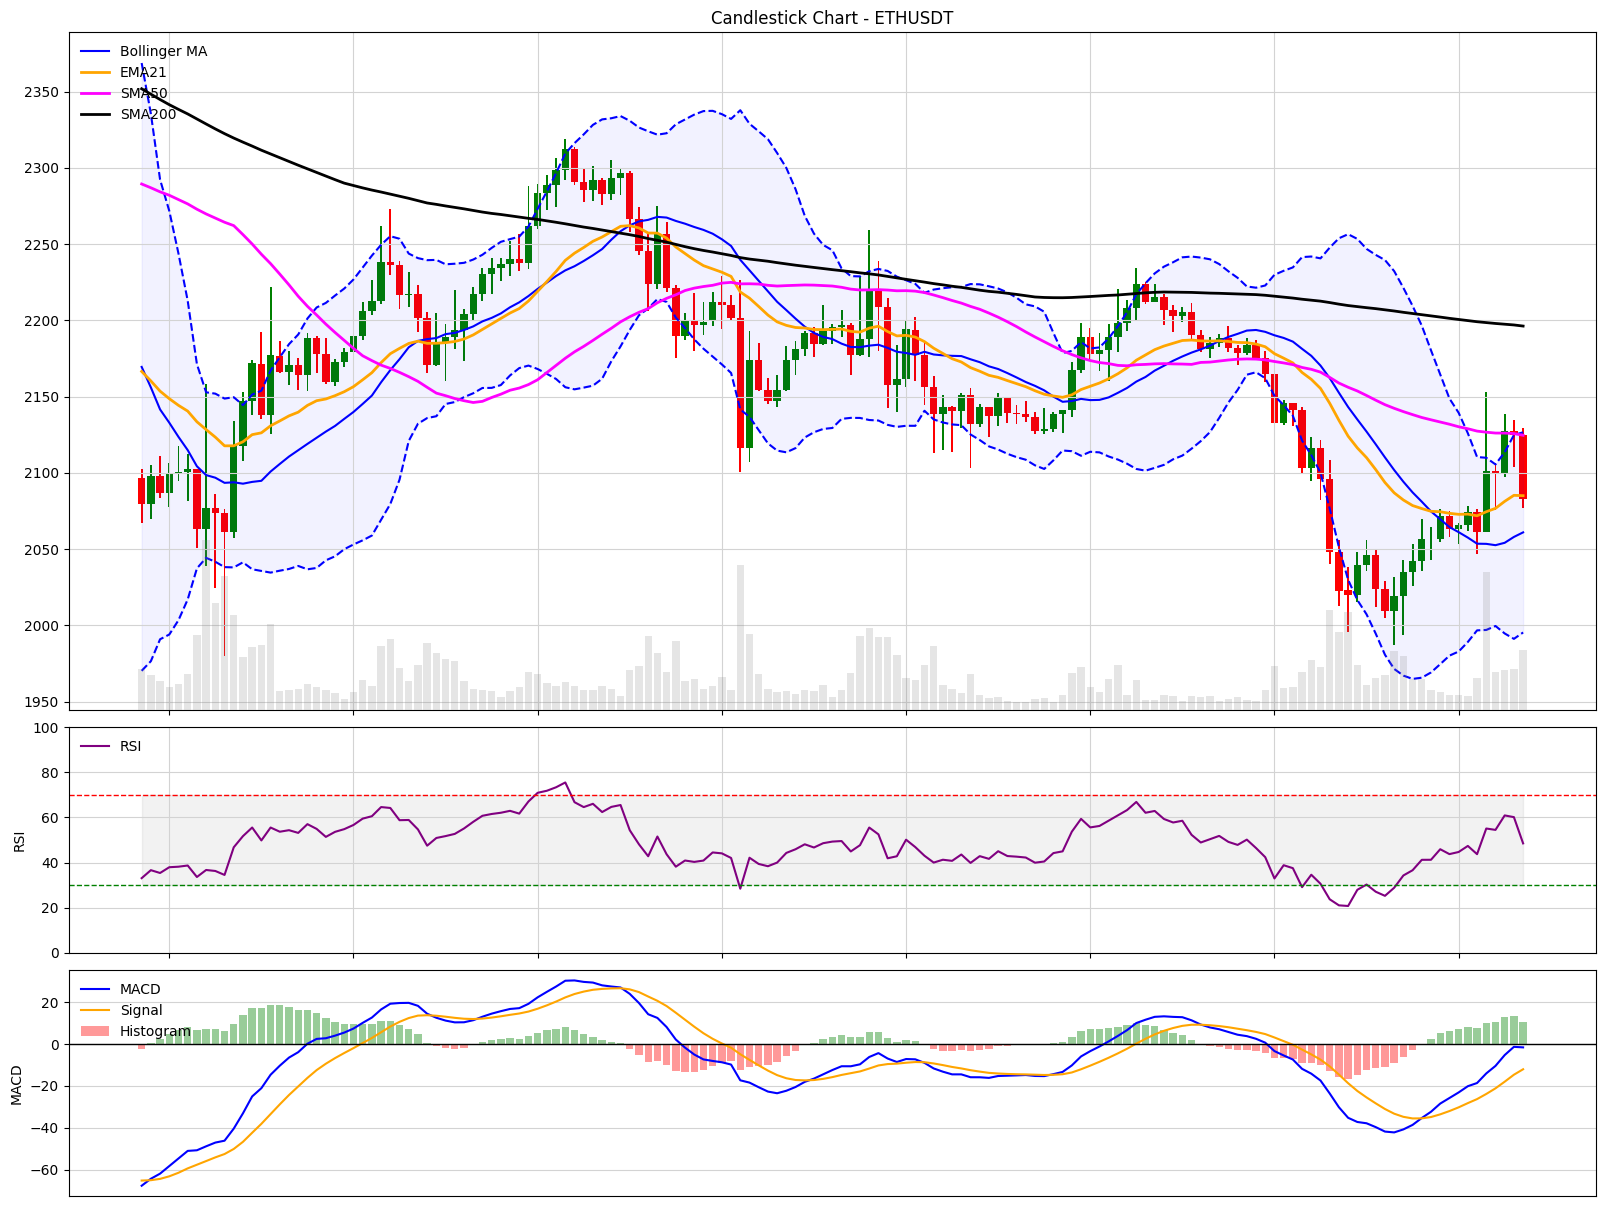 Candlestick Chart - ETHUSDT
Bollinger MA
EMA21
SMA50
SMA200
2350
2300
2250
2200
2150
2100
2050
2000
1950
RSI
100
80
60
40
20
0
RSI
MACD
Signal
Histogram
20
0
−20
−40
−60
MACD